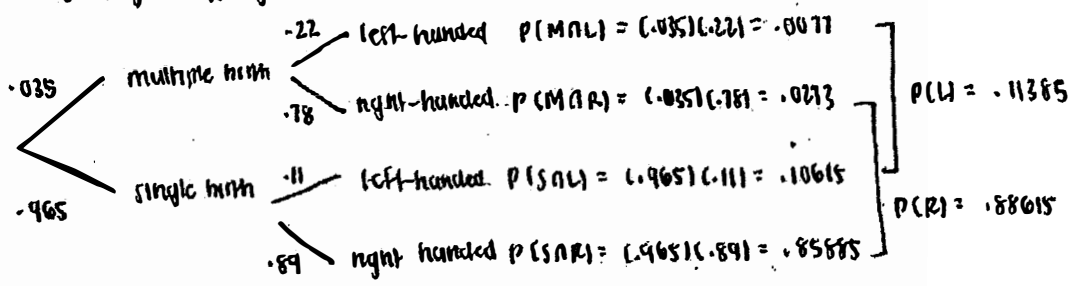 .22 left-handed P(M∩L) = (.035)(.22) = .0077
.035 multiple birth
.78 right-handed. P(M∩R) = (.035)(.78) = .0273
P(L) = .11385
.965 single birth
.11 left-handed. P(S∩L) = (.965)(.11) = .10615
P(R) = .88615
.89 right handed P(S∩R) = (.965)(.89) = .85885